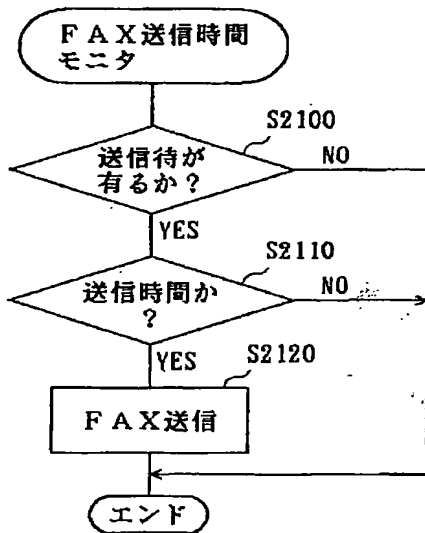 FAX送信時間
モニタ
S2100
送信待が
有るか？
NO
YES
S2110
送信時間か
？
NO
YES
S2120
FAX送信
エンド